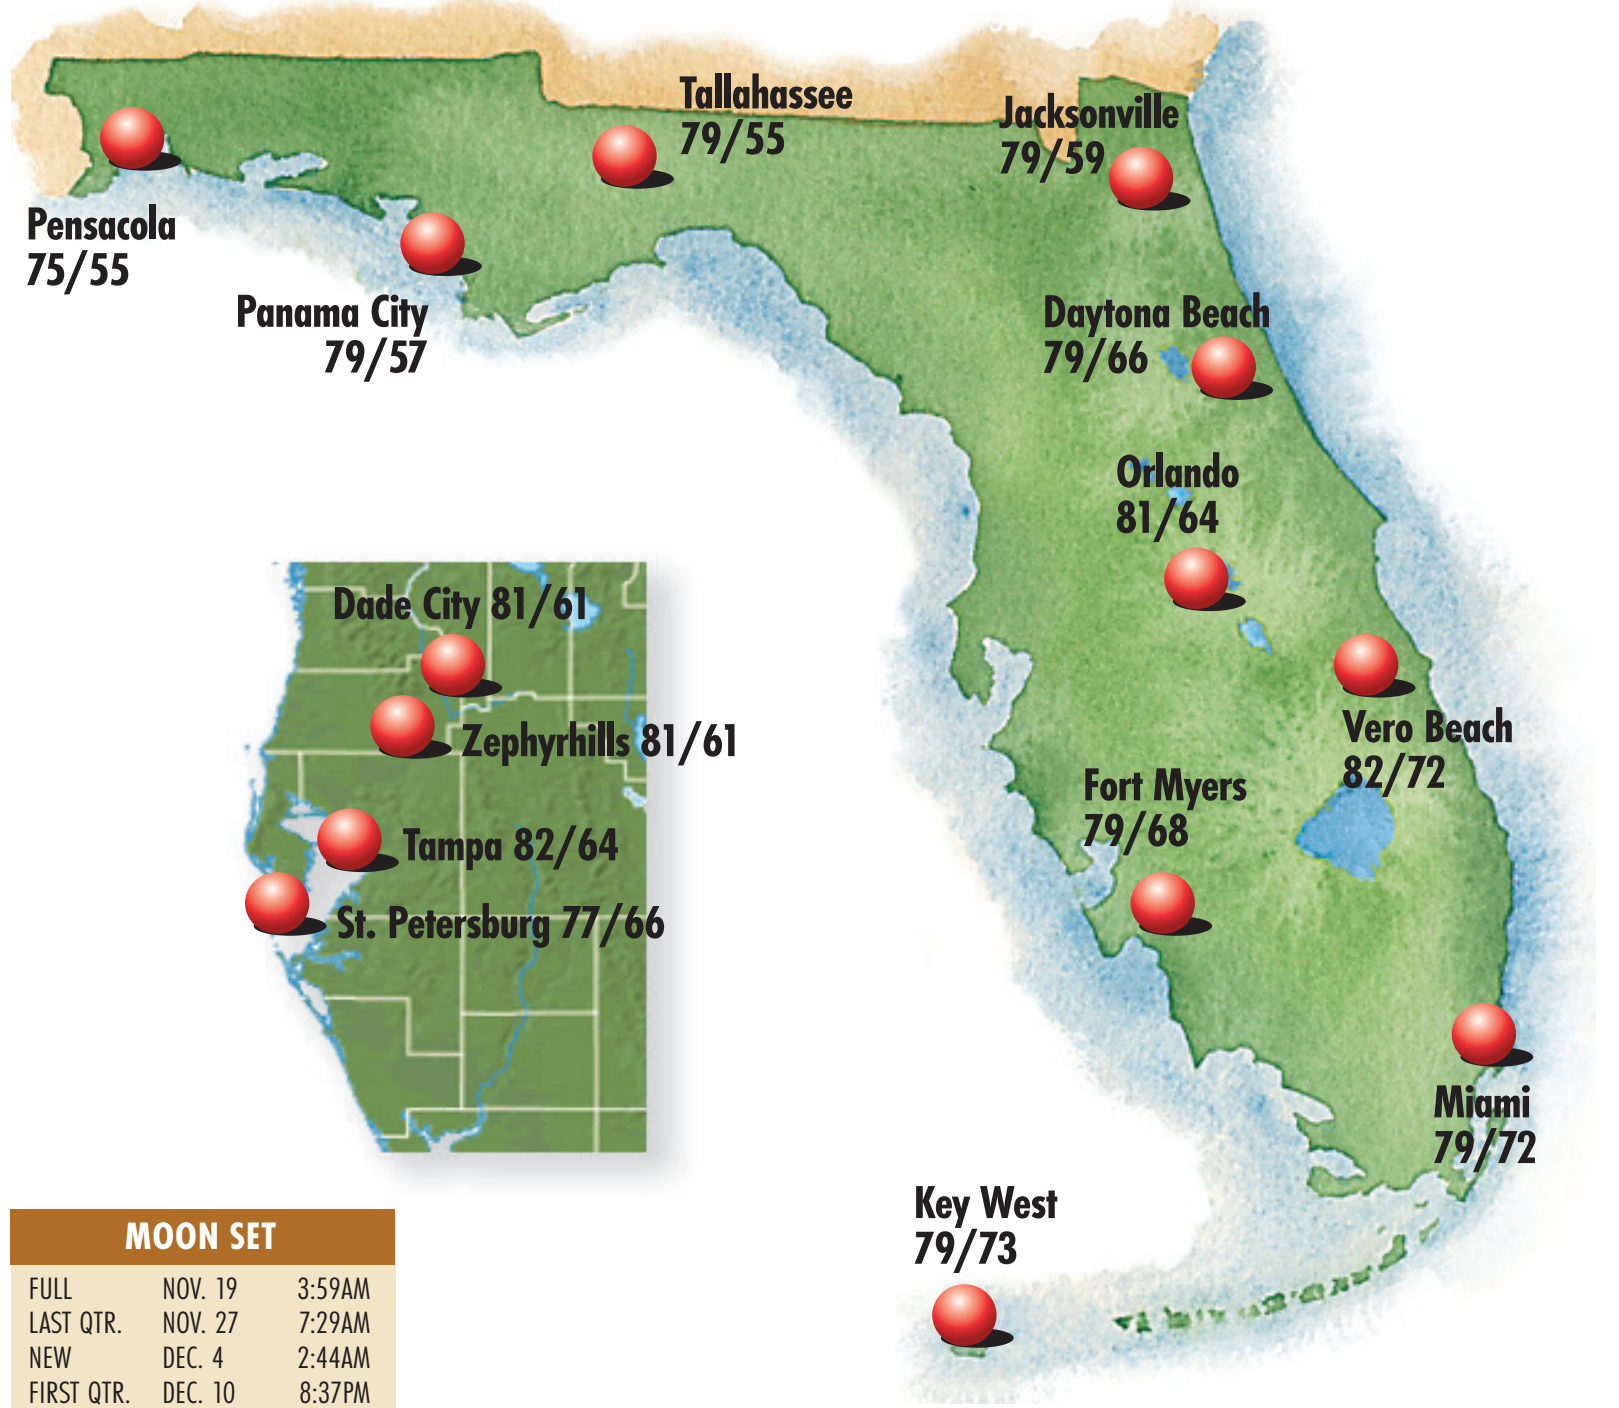 Tallahassee
79/55
Jacksonville
79/59
Pensacola
75/55
Panama City
79/57
Daytona Beach
79/66
Orlando
81/64
Dade City 81/61
Zephyrhills 81/61
Vero Beach
82/72
Fort Myers
79/68
Tampa 82/64
St. Petersburg 77/66
Miami
79/72
Key West
79/73
MOON SET
FULL NOV. 19 3:59AM
LAST QTR. NOV. 27 7:29AM
NEW DEC. 4 2:44AM
FIRST QTR. DEC. 10 8:37PM